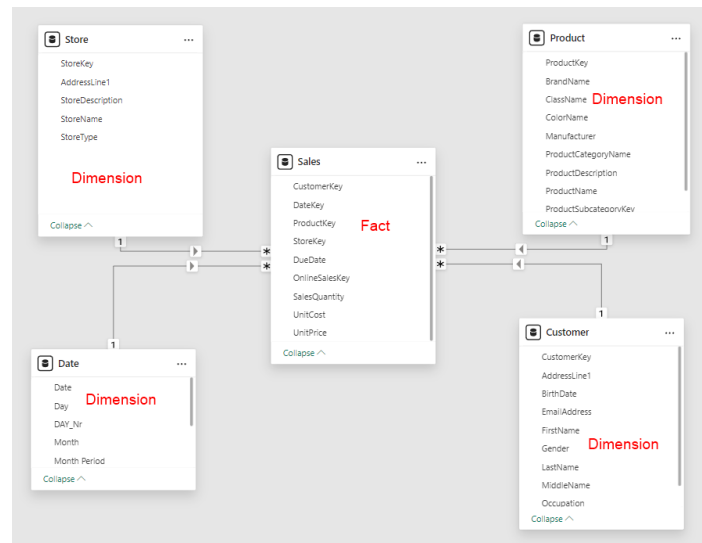 Store
...
StoreKey
AddressLine1
StoreDescription
StoreName
StoreType
Dimension
Collapse
1
Product
...
ProductKey
BrandName
ClassName Dimension
ColorName
Manufacturer
ProductCategoryName
ProductDescription
ProductName
ProductSubcategoryKey
Collapse
1
Sales
...
CustomerKey
DateKey
ProductKey
Fact
StoreKey
DueDate
OnlineSalesKey
SalesQuantity
UnitCost
UnitPrice
Collapse
* *
* *
1
Date
...
Date
Dimension
Day
DAY_Nr
Month
Month Period
Collapse
1
Customer
...
CustomerKey
AddressLine1
BirthDate
EmailAddress
FirstName
Gender Dimension
LastName
MiddleName
Occupation
Collapse